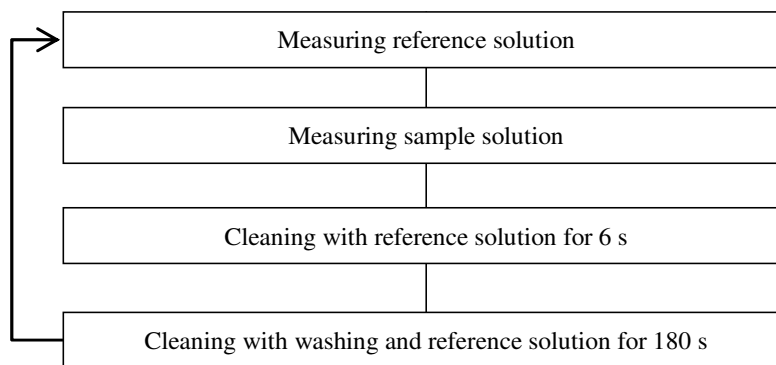 Measuring reference solution
Measuring sample solution
Cleaning with reference solution for 6 s
Cleaning with washing and reference solution for 180 s